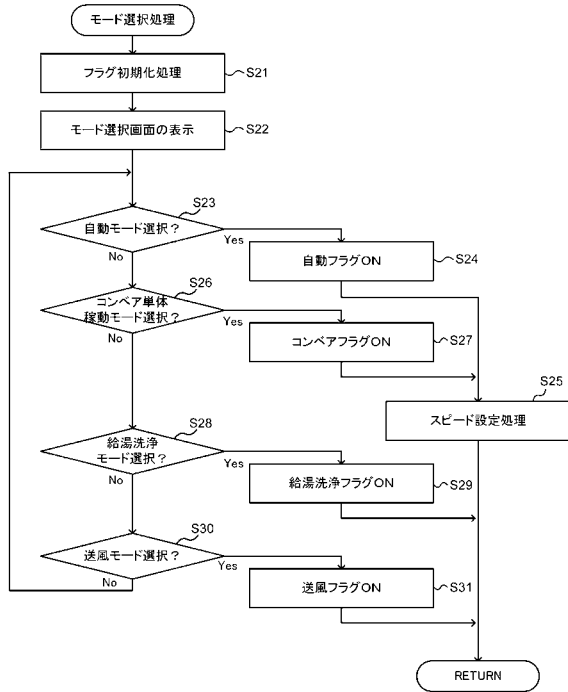 モード選択処理
フラグ初期化処理
S21
モード選択画面の表示
S22
S23
自動モード選択？
Yes
No
自動フラグON
S24
S26
コンベア単体
稼動モード選択？
Yes
No
コンベアフラグON
S27
S25
スピード設定処理
S28
給湯洗浄
モード選択？
Yes
No
給湯洗浄フラグON
S29
S30
送風モード選択？
Yes
No
送風フラグON
S31
RETURN